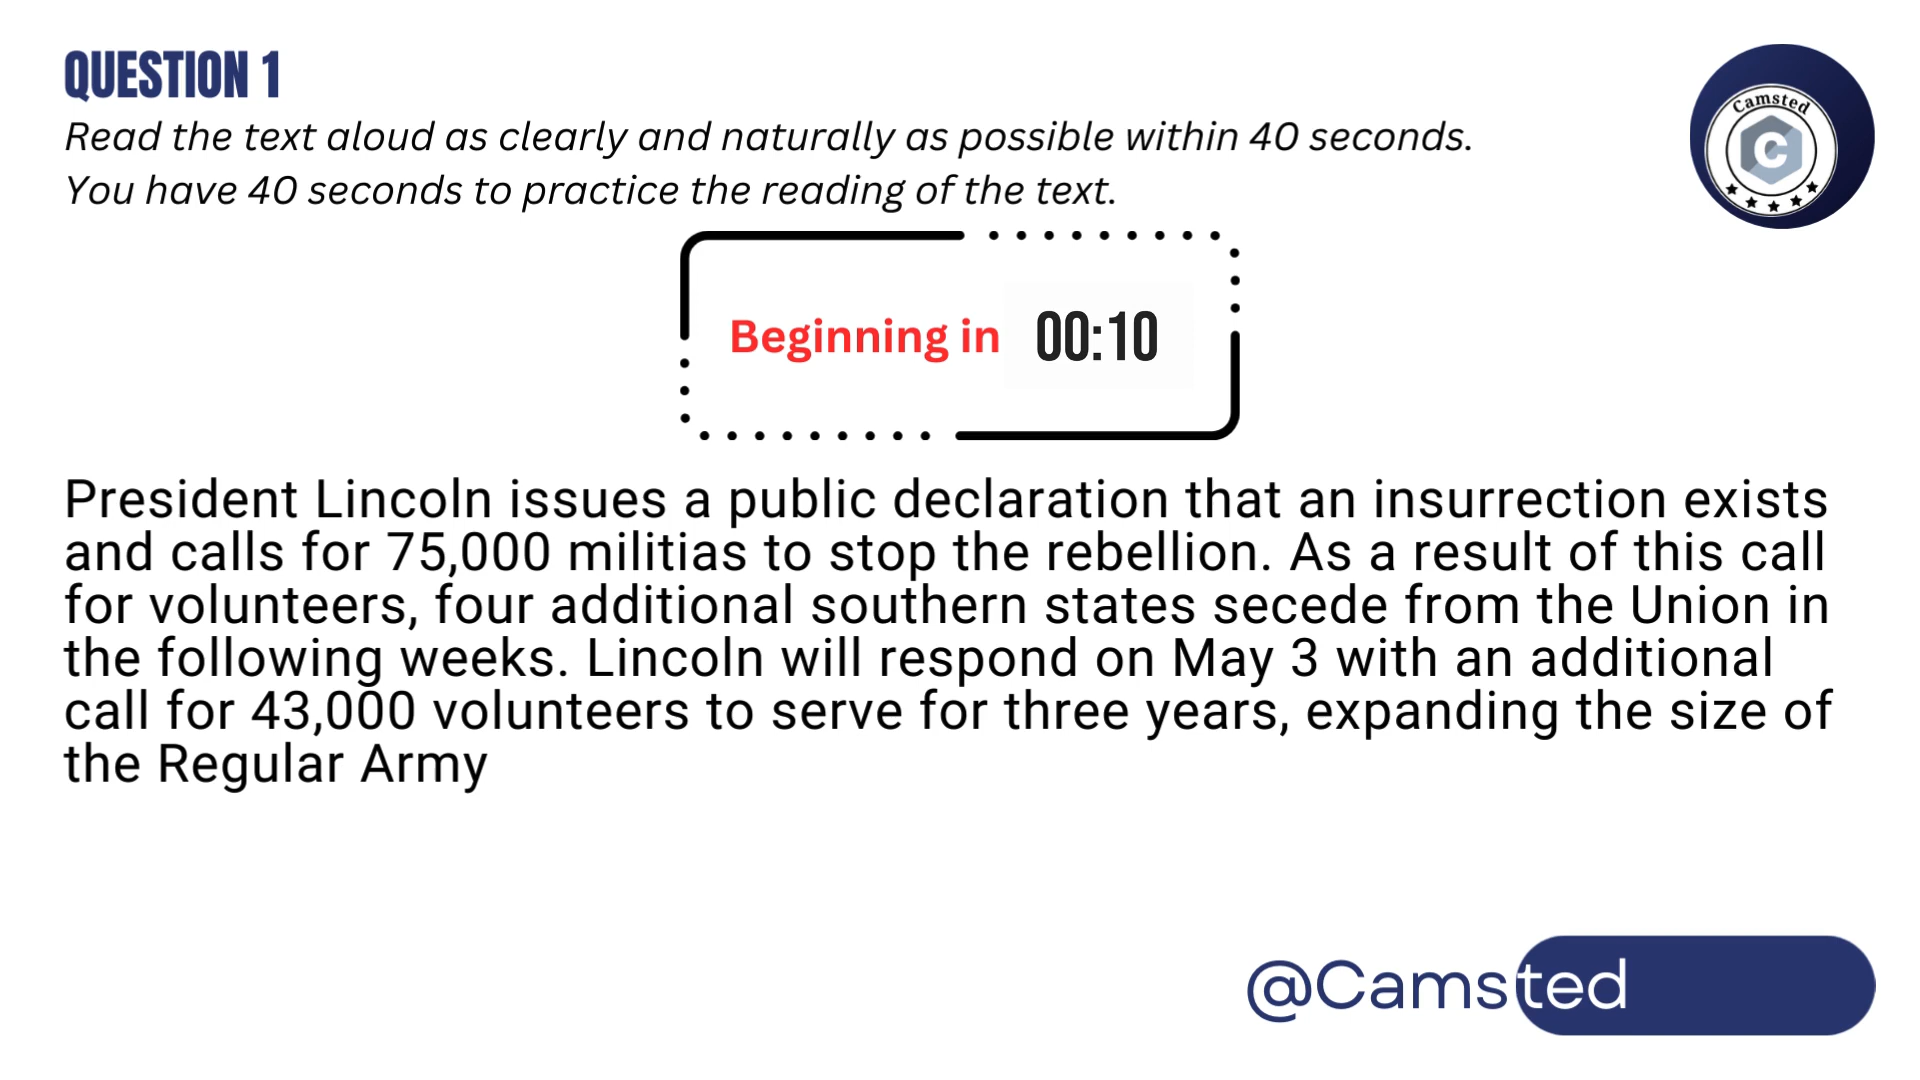 QUESTION 1
Read the text aloud as clearly and naturally as possible within 40 seconds.
You have 40 seconds to practice the reading of the text.
Camsted
C
Beginning in 00:10
President Lincoln issues a public declaration that an insurrection exists
and calls for 75,000 militias to stop the rebellion. As a result of this call
for volunteers, four additional southern states secede from the Union in
the following weeks. Lincoln will respond on May 3 with an additional
call for 43,000 volunteers to serve for three years, expanding the size of
the Regular Army
@Camsted